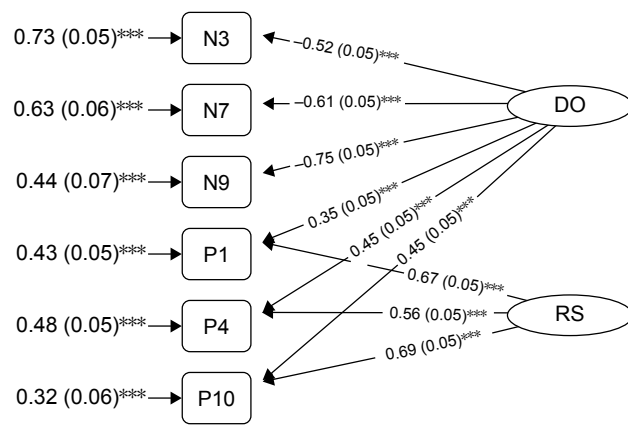 0.73 (0.05)***
N3
–0.52 (0.05)***
DO
0.63 (0.06)***
N7
–0.61 (0.05)***
0.44 (0.07)***
N9
–0.75 (0.05)***
0.35 (0.05)***
0.45 (0.05)***
0.45 (0.05)***
0.43 (0.05)***
P1
0.67 (0.05)***
0.48 (0.05)***
P4
0.56 (0.05)***
RS
0.69 (0.05)***
0.32 (0.06)***
P10